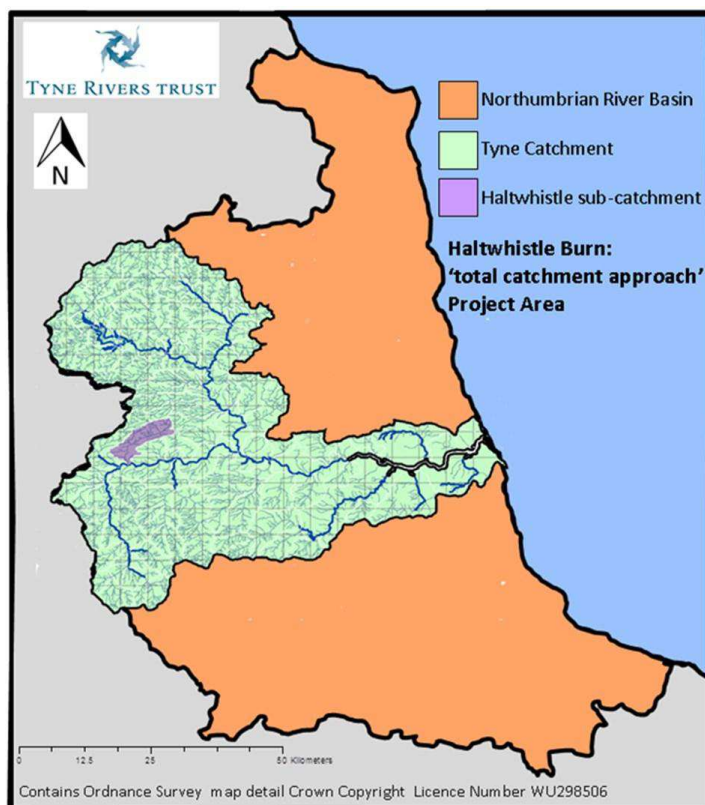 TYNE RIVERS TRUST
N
Northumbrian River Basin
Tyne Catchment
Haltwhistle sub-catchment
Haltwhistle Burn:
‘total catchment approach’
Project Area
0 12.5 25 50 Kilometers
Contains Ordnance Survey map detail Crown Copyright Licence Number WU298506